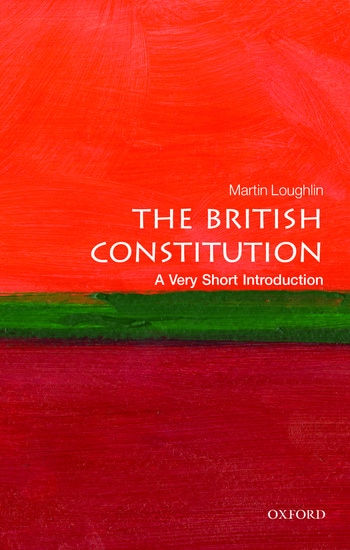 Martin Loughlin
THE BRITISH
CONSTITUTION
A Very Short Introduction
OXFORD